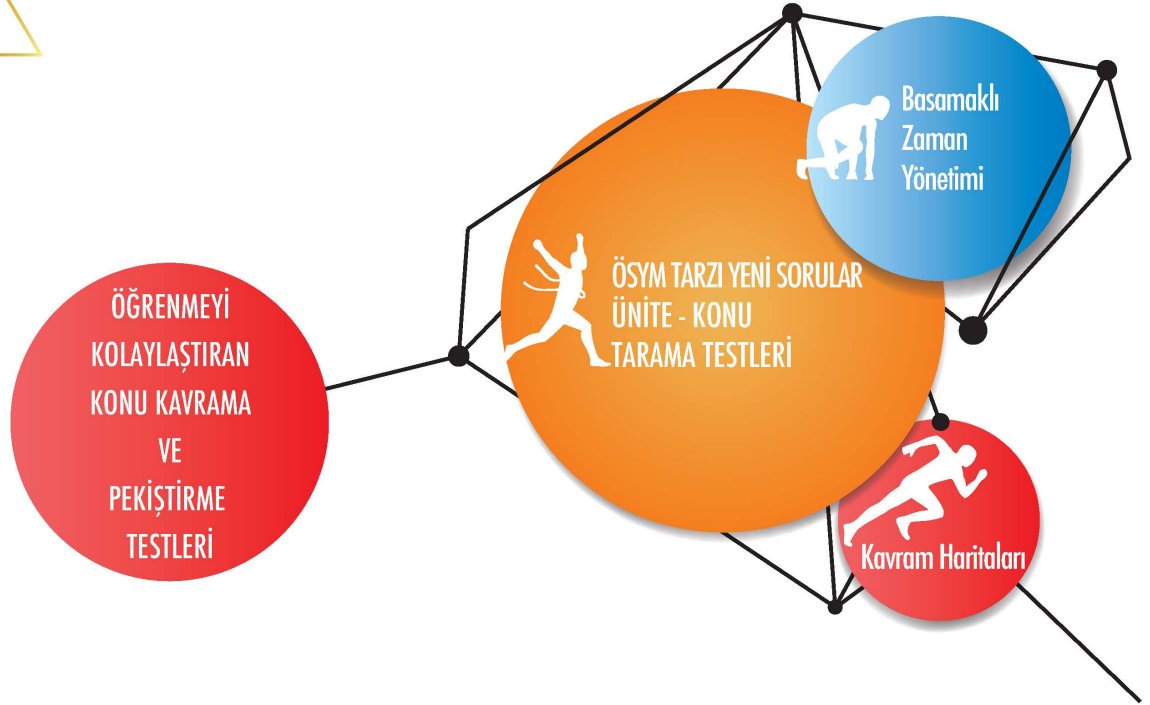 ÖĞRENMEYİ
KOLAYLAŞTIRAN
KONU KAVRAMA
VE
PEKİŞTİRME
TESTLERİ
ÖSYM TARZI YENİ SORULAR
ÜNİTE - KONU
TARAMA TESTLERİ
Basamaklı
Zaman
Yönetimi
Kavram Haritaları